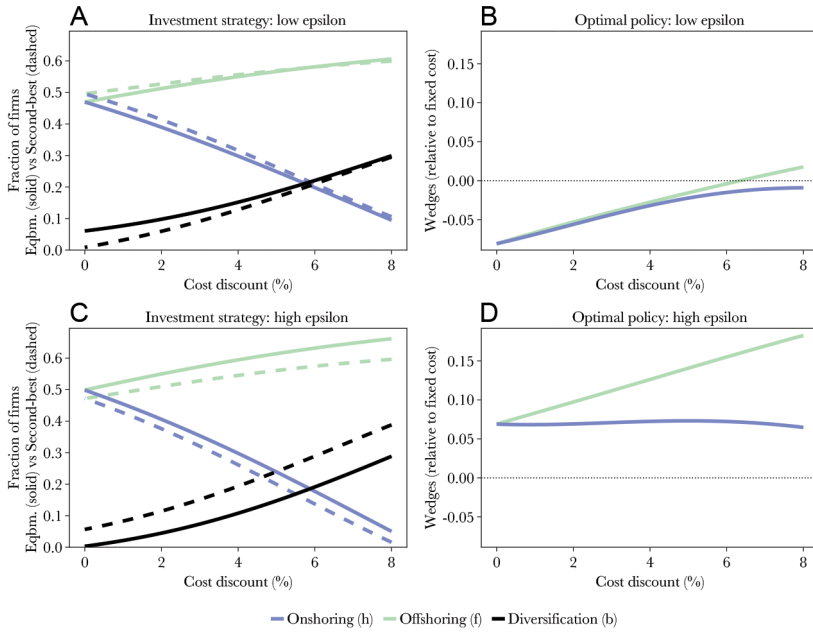 A
Investment strategy: low epsilon
Fraction of firms
Eqbm. (solid) vs Second-best (dashed)
0.6
0.5
0.4
0.3
0.2
0.1
0.0
0 2 4 6 8
Cost discount (%)
B
Optimal policy: low epsilon
Wedges (relative to fixed cost)
0.15
0.10
0.05
0.00
-0.05
0 2 4 6 8
Cost discount (%)
C
Investment strategy: high epsilon
Fraction of firms
Eqbm. (solid) vs Second-best (dashed)
0.6
0.5
0.4
0.3
0.2
0.1
0.0
0 2 4 6 8
Cost discount (%)
D
Optimal policy: high epsilon
Wedges (relative to fixed cost)
0.15
0.10
0.05
0.00
-0.05
0 2 4 6 8
Cost discount (%)
Onshoring (h) Offshoring (f) Diversification (b)